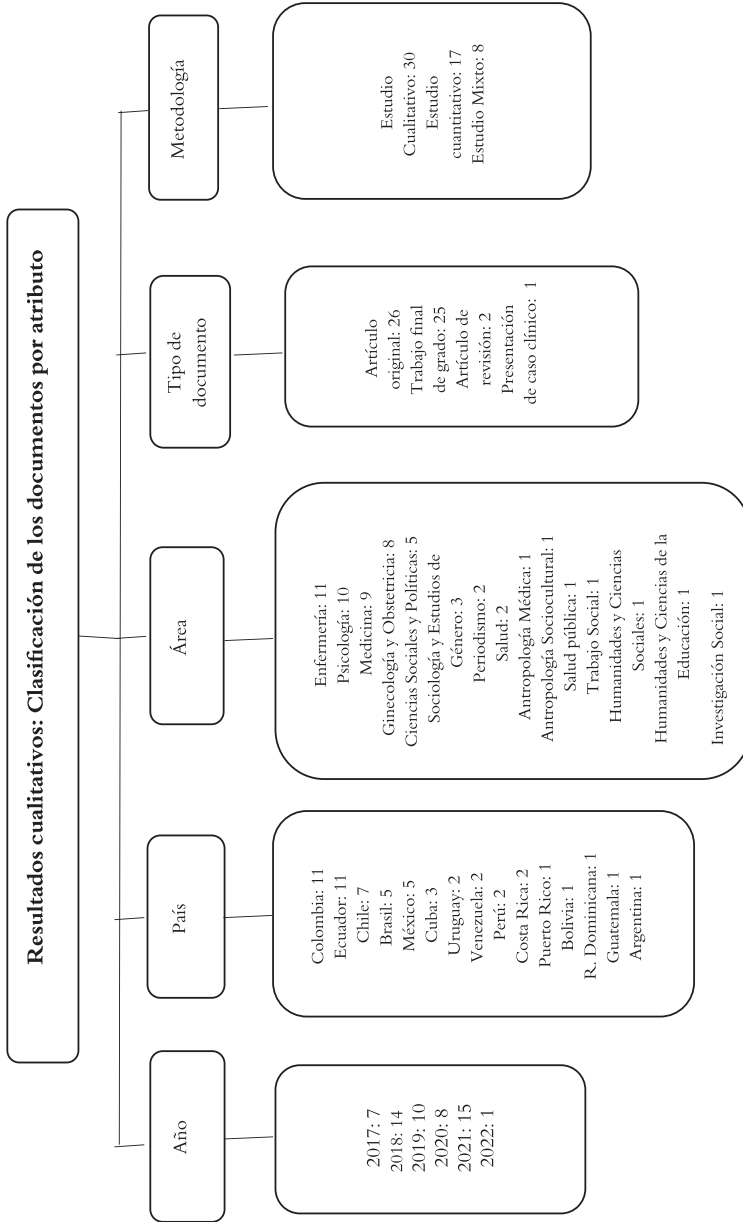 Resultados cualitativos: Clasificación de los documentos por atributo
Año
2017: 7
2018: 14
2019: 10
2020: 8
2021: 15
2022: 1
País
Colombia: 11
Ecuador: 11
Chile: 7
Brasil: 5
México: 5
Cuba: 3
Uruguay: 2
Venezuela: 2
Perú: 2
Costa Rica: 2
Puerto Rico: 1
Bolivia: 1
R. Dominicana: 1
Guatemala: 1
Argentina: 1
Área
Enfermería: 11
Psicología: 10
Medicina: 9
Ginecología y Obstetricia: 8
Ciencias Sociales y Políticas: 5
Sociología y Estudios de
Género: 3
Periodismo: 2
Salud: 2
Antropología Médica: 1
Antropología Sociocultural: 1
Salud pública: 1
Trabajo Social: 1
Humanidades y Ciencias
Sociales: 1
Humanidades y Ciencias de la
Educación: 1
Investigación Social: 1
Tipo de
documento
Artículo
original: 26
Trabajo final
de grado: 25
Artículo de
revisión: 2
Presentación
de caso clínico: 1
Metodología
Estudio
Cualitativo: 30
Estudio
cuantitativo: 17
Estudio Mixto: 8